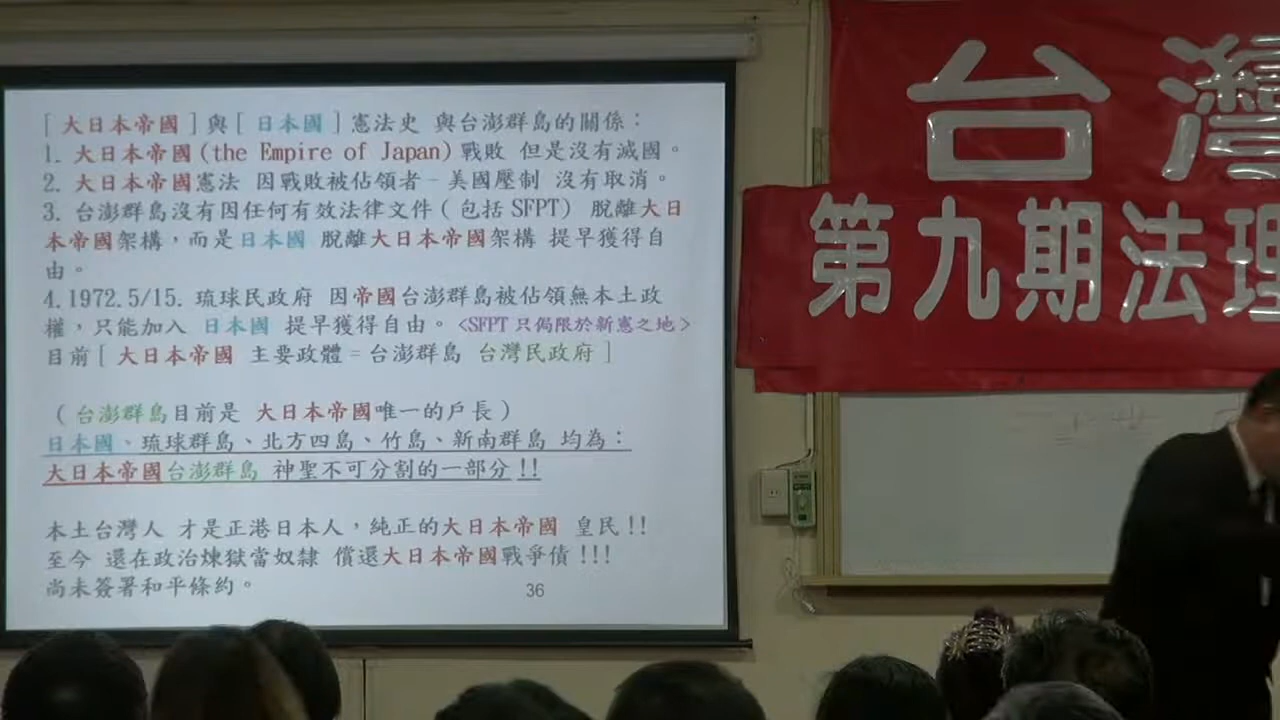 [ 大日本帝國 ] 與 [ 日本國 ] 憲法史 與台澎群島的關係：
1. 大日本帝國 (the Empire of Japan) 戰敗 但是沒有滅國。
2. 大日本帝國憲法 因戰敗被佔領者－美國壓制 沒有取消。
3. 台澎群島沒有因任何有效法律文件 ( 包括 SFPT) 脫離大日
本帝國架構，而是日本國 脫離大日本帝國架構 提早獲得自
由。
4.1972.5/15. 琉球民政府 因帝國台澎群島被佔領無本土政
權，只能加入 日本國 提早獲得自由。<SFPT 只侷限於新憲之地 >
目前 [ 大日本帝國 主要政體 = 台澎群島 台灣民政府 ]
( 台澎群島目前是 大日本帝國唯一的戶長 )
日本國、琉球群島、北方四島、竹島、新南群島 均為：
大日本帝國台澎群島 神聖不可分割的一部分 !!
本土台灣人 才是正港日本人，純正的大日本帝國 皇民 !!
至今 還在政治煉獄當奴隸 償還大日本帝國戰爭債 !!!
尚未簽署和平條約。
36
台灣
第九期法理